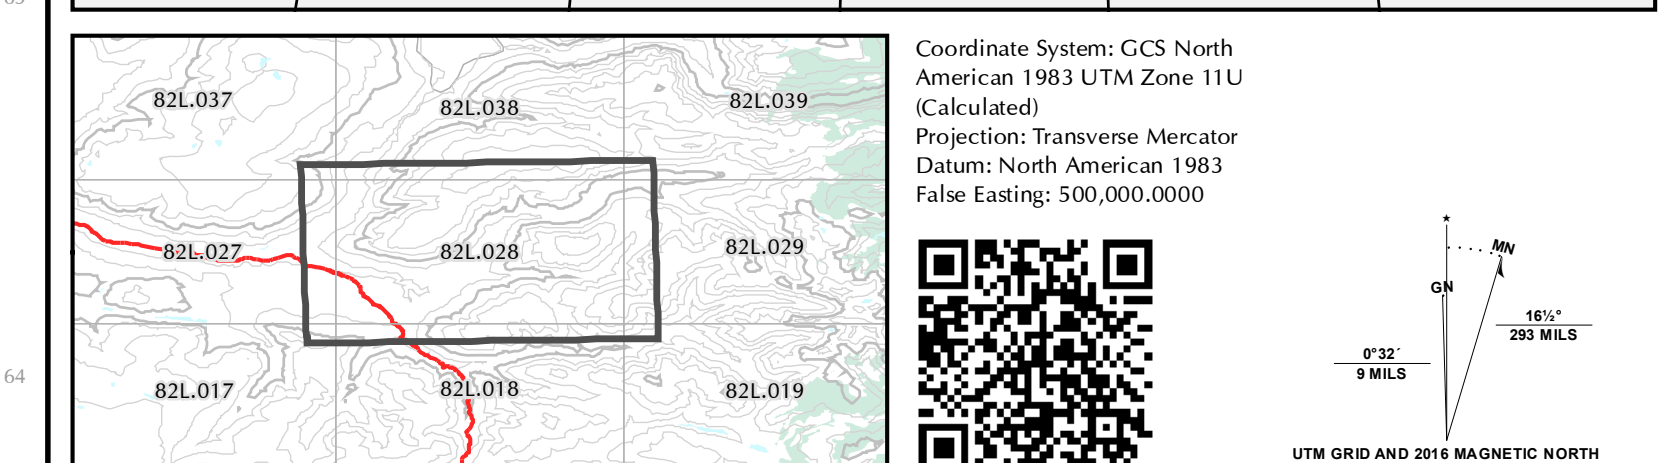 82L.037
82L.038
82L.039
82L.027
82L.028
82L.029
64
82L.017
82L.018
82L.019
Coordinate System: GCS North
American 1983 UTM Zone 11U
(Calculated)
Projection: Transverse Mercator
Datum: North American 1983
False Easting: 500,000.0000
MN
GN
16½°
293 MILS
0°32´
9 MILS
UTM GRID AND 2016 MAGNETIC NORTH